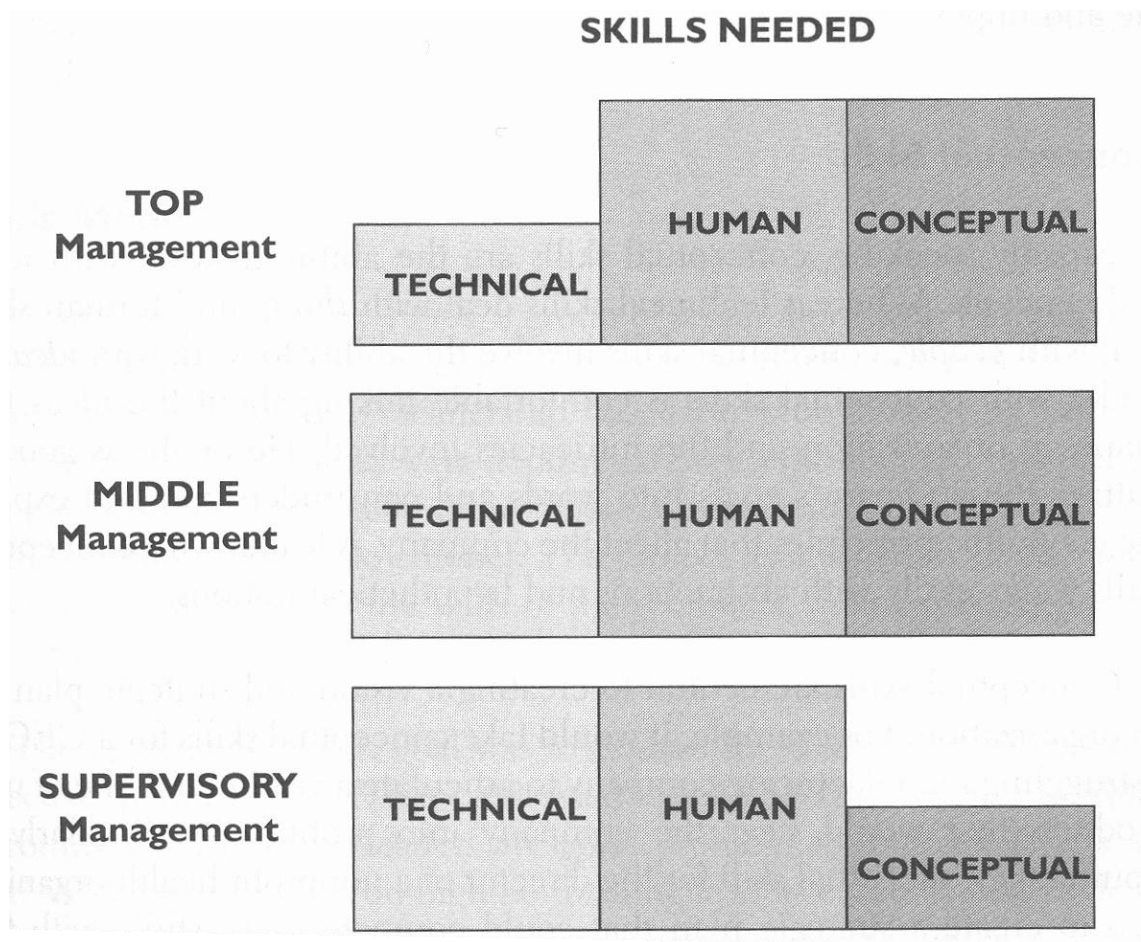 SKILLS NEEDED
TOP
Management
TECHNICAL
HUMAN
CONCEPTUAL
MIDDLE
Management
TECHNICAL
HUMAN
CONCEPTUAL
SUPERVISORY
Management
TECHNICAL
HUMAN
CONCEPTUAL